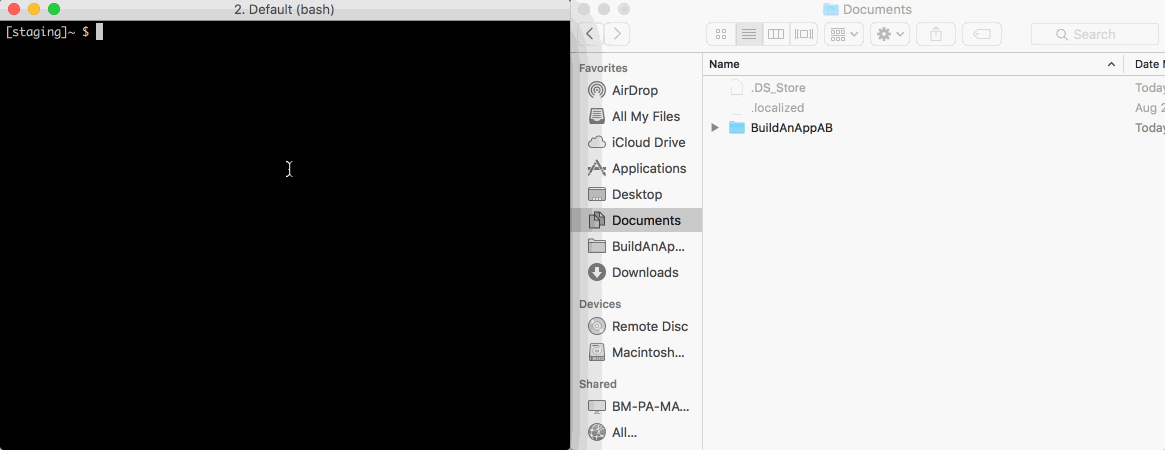 2. Default (bash)
[staging]~ $
Documents
Search
Favorites
AirDrop
All My Files
iCloud Drive
Applications
Desktop
Documents
BuildAnAp...
Downloads
Devices
Remote Disc
Macintosh...
Shared
BM-PA-MA...
All...
Name
Date M
.DS_Store
Today
.localized
Aug 2
BuildAnAppAB
Today